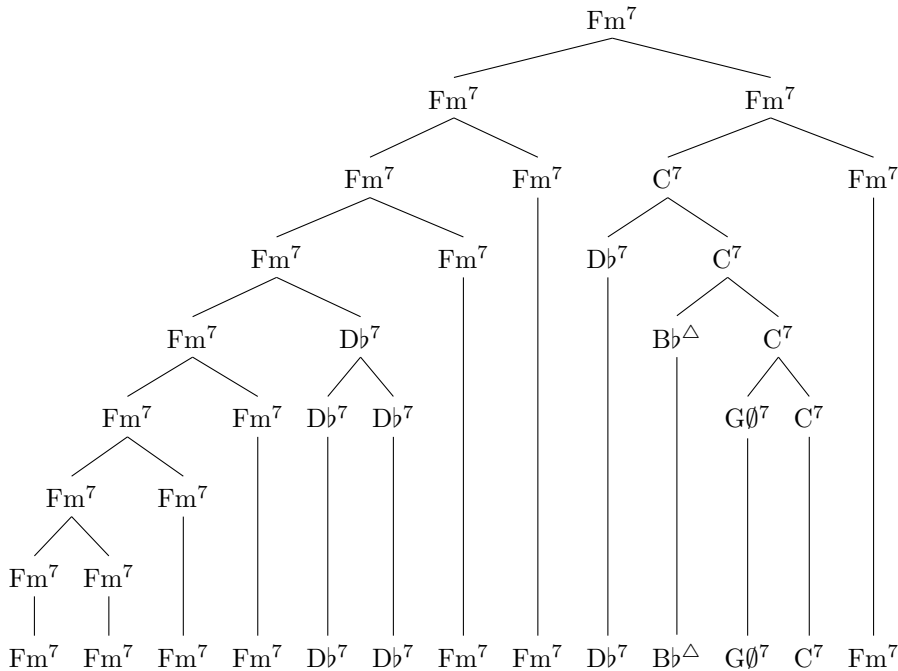 Fm⁷
Fm⁷ Fm⁷
Fm⁷ Fm⁷ C⁷ Fm⁷
Fm⁷ Fm⁷ D♭⁷ C⁷
Fm⁷ D♭⁷ B♭△ C⁷
Fm⁷ Fm⁷ D♭⁷ D♭⁷ G∅⁷ C⁷
Fm⁷ Fm⁷
Fm⁷ Fm⁷
Fm⁷ Fm⁷ Fm⁷ Fm⁷ D♭⁷ D♭⁷ Fm⁷ Fm⁷ D♭⁷ B♭△ G∅⁷ C⁷ Fm⁷